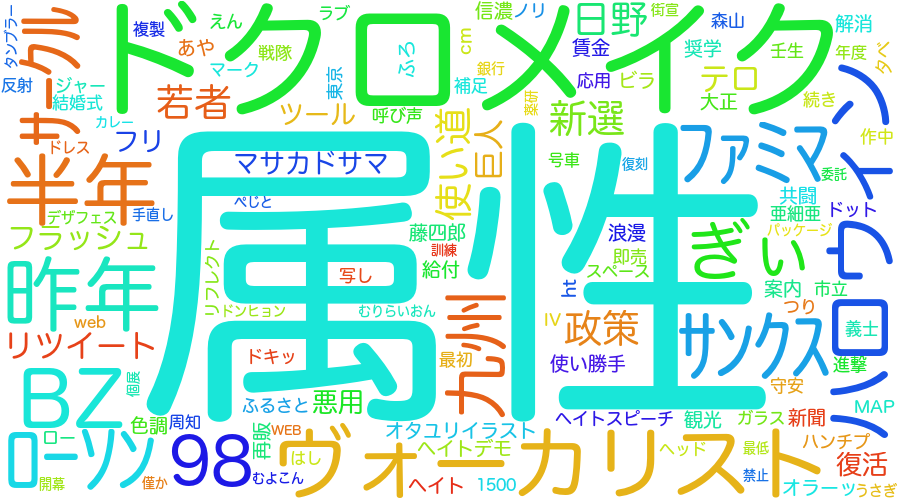 タンブラー
サークル
ドクロメイク
複製
えん
ラブ
あや
戦隊
マーク
反射
ジャー
結婚式
カレー
若者
東京
ふろ
cm
信濃
ノリ
街宣
日野
森山
解消
賃金
銀行
奨学
壬生
年度
タベ
応用
ビラ
テロ
補足
大正
続き
薬研
新選
作中
ハロウィン
ツール
呼び声
ドレス
フリ
半年
マサカドサマ
使い道
巨人
号車
復刻
ファミマ
委託
共闘
ぺじと
デザフェス
手直し
亜細亜
ドット
フラッシュ
藤四郎
浪漫
ぎぃ
パッケージ
訓練
即売
リフレクト
属性
昨年
写し
給付
スペース
ht
案内
市立
つり
ドンヒョン
むりらいおん
web
IV
政策
サンクス
義士
リツイート
九州
ドキッ
最初
使い勝手
進撃
BZ
個展
守安
ふるさと
悪用
MAP
色調
周知
ヘイトスピーチ
観光
ガラス
新聞
ローソン
ロー
98
再販
WEB
オタユリイラスト
ヴォーカリスト
ヘイトデモ
ヘッド
最低
ハンチプ
はし
復活
開幕
僅か
むよこん
ヘイト
1500
禁止
オラーッ
うさぎ